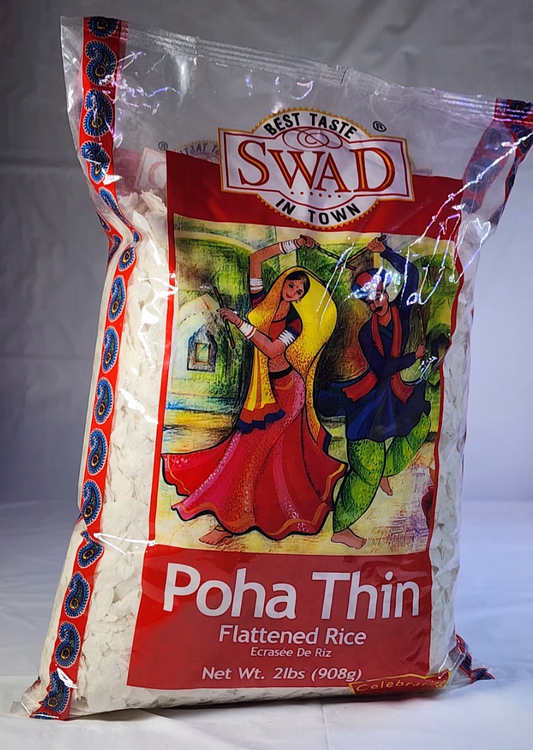 BEST TASTE
®
SWAD
IN TOWN
Poha Thin
Flattened Rice
Ecrasée De Riz
Net Wt. 2lbs (908g)